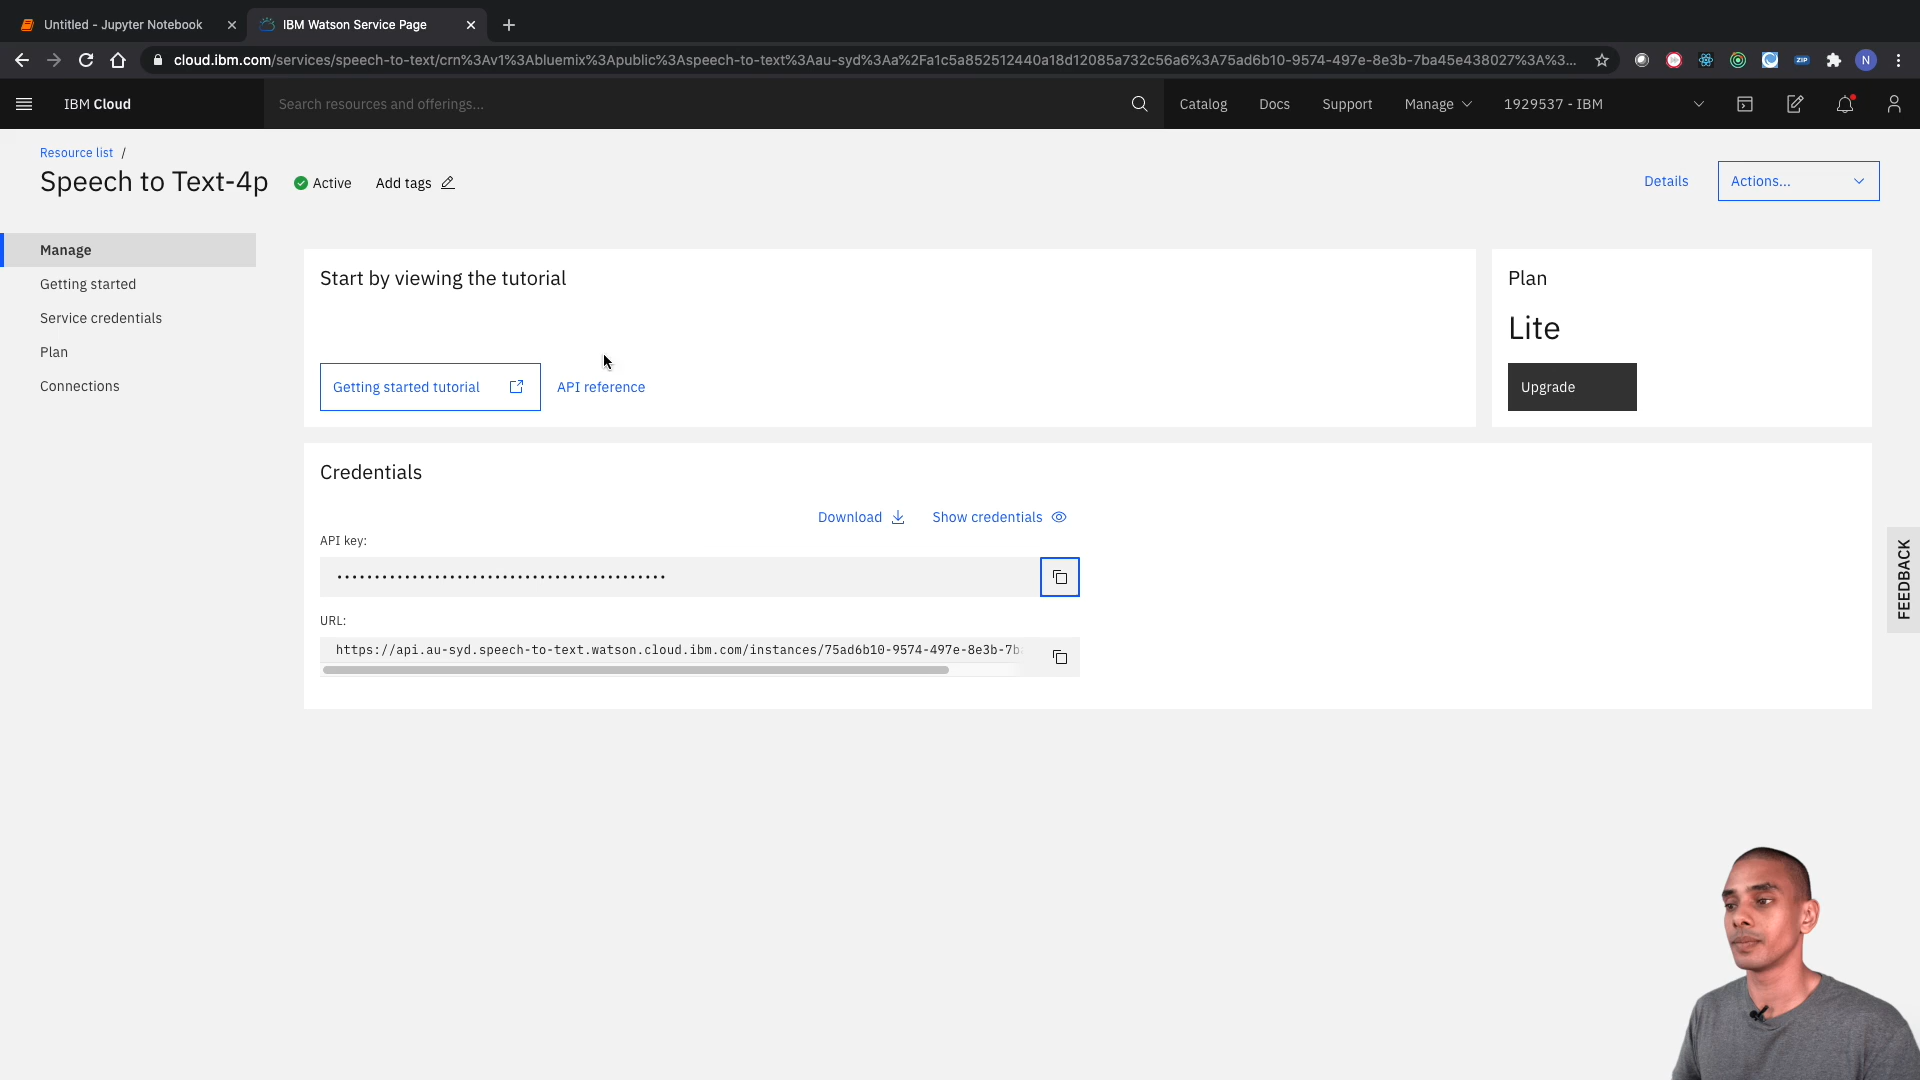 Untitled - Jupyter Notebook
IBM Watson Service Page
cloud.ibm.com/services/speech-to-text/crn%3Av1%3Abluemix%3Apublic%3Aspeech-to-text%3Aau-syd%3Aa%2Fa1c5a852512440a18d12085a732c56a6%3A75ad6b10-9574-497e-8e3b-7ba45e438027%3A%3...
ZIP
N
IBM Cloud
Search resources and offerings...
Catalog
Docs
Support
Manage
1929537 - IBM
Resource list /
Speech to Text-4p
Active
Add tags
Details
Actions...
Manage
Getting started
Service credentials
Plan
Connections
Start by viewing the tutorial
Getting started tutorial
API reference
Plan
Lite
Upgrade
Credentials
Download
Show credentials
API key:
URL:
https://api.au-syd.speech-to-text.watson.cloud.ibm.com/instances/75ad6b10-9574-497e-8e3b-7b
FEEDBACK